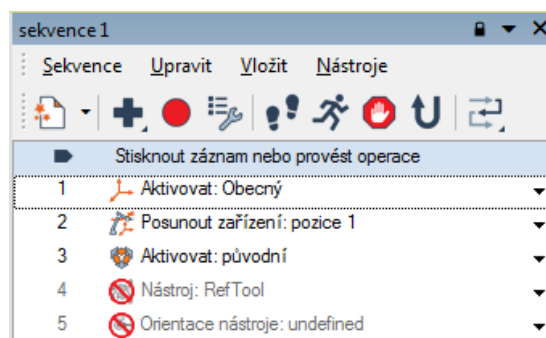 sekvence 1
Sekvence Upravit Vložit Nástroje
Stisknout záznam nebo provést operace
1 Aktivovat: Obecný
2 Posunout zařízení: pozice 1
3 Aktivovat: původní
4 Nástroj: RefTool
5 Orientace nástroje: undefined